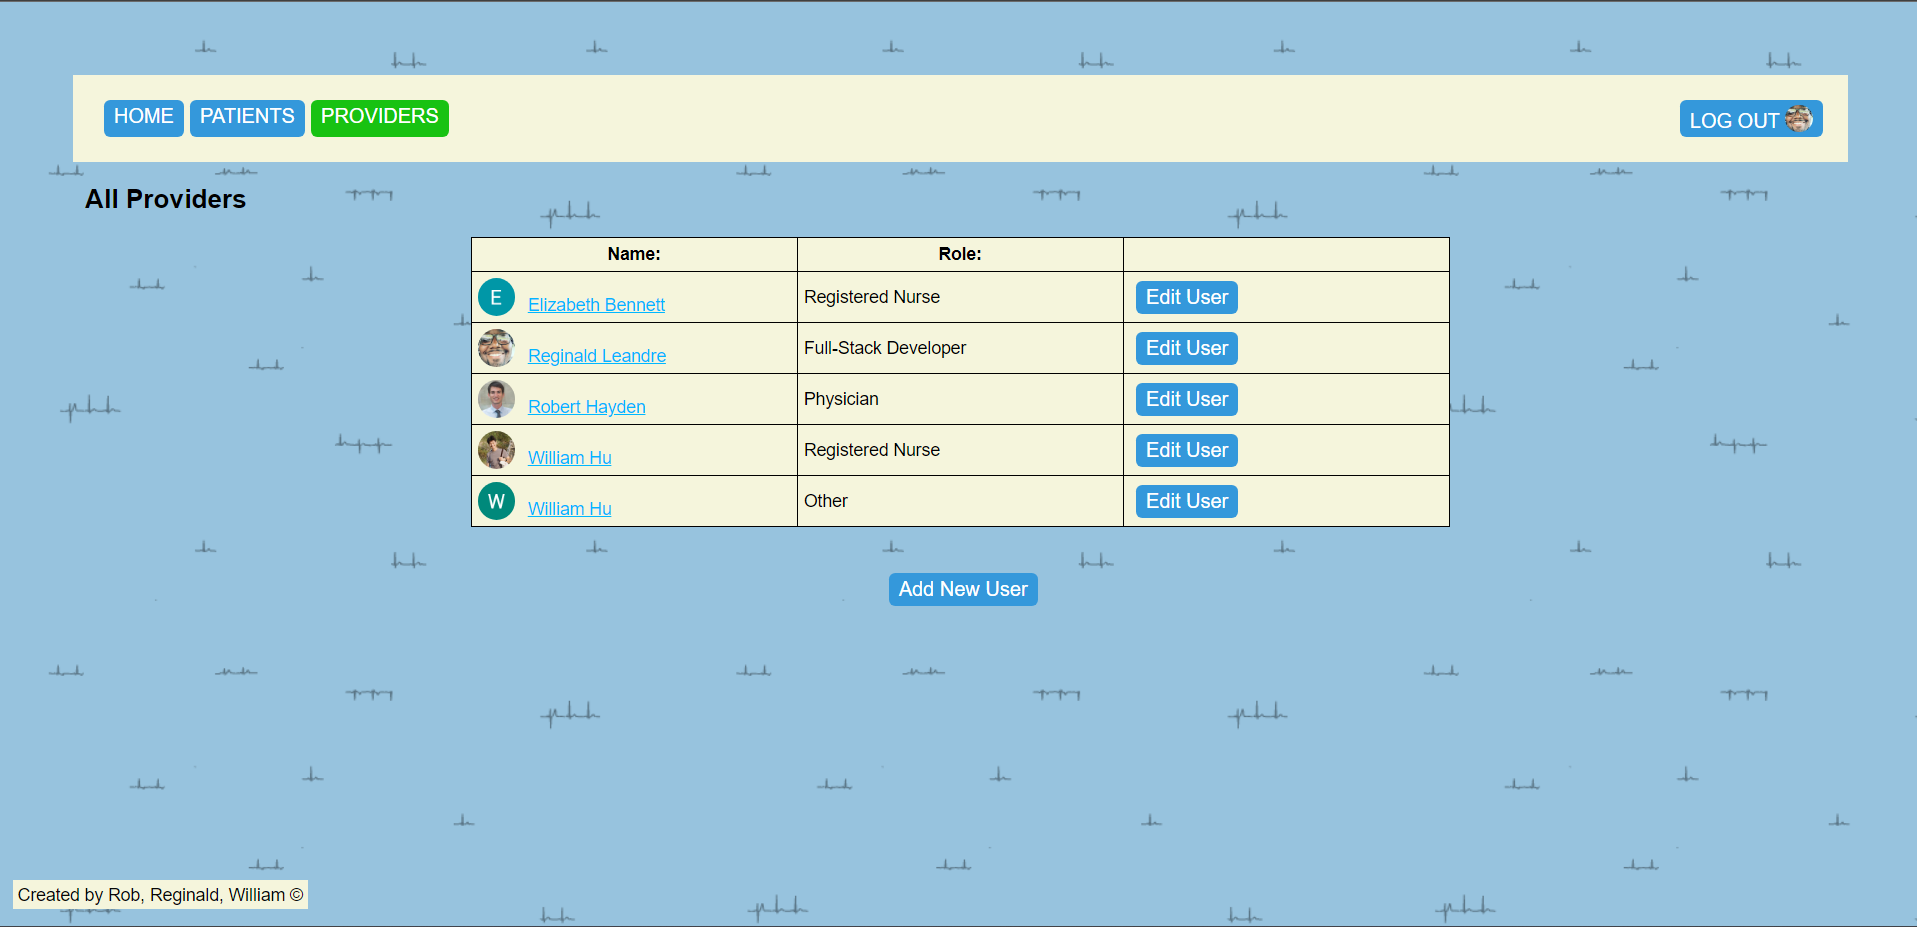 HOME PATIENTS PROVIDERS LOG OUT
All Providers
Name: Role:
E Elizabeth Bennett Registered Nurse Edit User
Reginald Leandre Full-Stack Developer Edit User
Robert Hayden Physician Edit User
William Hu Registered Nurse Edit User
W William Hu Other Edit User
Add New User
Created by Rob, Reginald, William ©